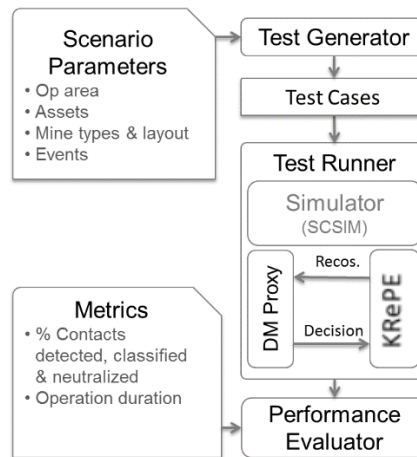 Scenario
Parameters
• Op area
• Assets
• Mine types & layout
• Events
Test Generator
Test Cases
Test Runner
Simulator
(SCSIM)
DM Proxy
Recos.
Decision
KRePE
Metrics
• % Contacts
detected, classified
& neutralized
• Operation duration
Performance
Evaluator